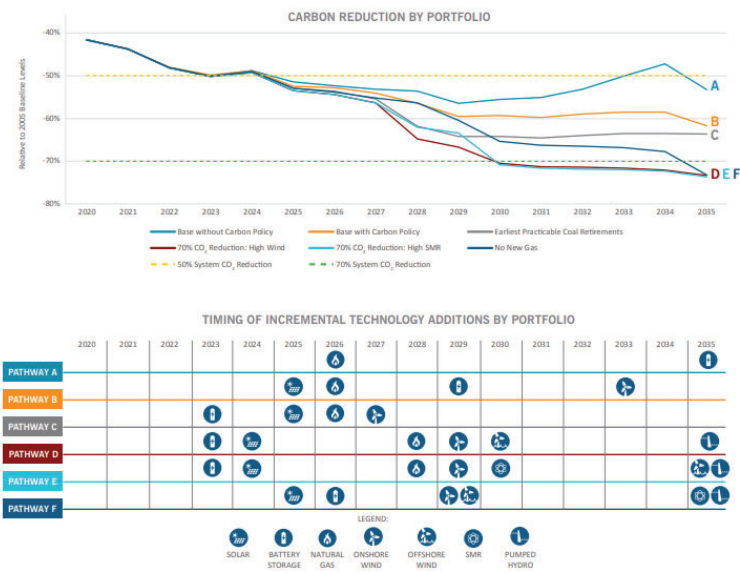 CARBON REDUCTION BY PORTFOLIO
Relative to 2005 Baseline Levels
-40%
-50%
-60%
-70%
-80%
A
B
C
D E F
2020 2021 2022 2023 2024 2025 2026 2027 2028 2029 2030 2031 2032 2033 2034 2035
Base without Carbon Policy Base with Carbon Policy Earliest Practicable Coal Retirements
70% CO2 Reduction: High Wind 70% CO2 Reduction: High SMR No New Gas
50% System CO2 Reduction 70% System CO2 Reduction
TIMING OF INCREMENTAL TECHNOLOGY ADDITIONS BY PORTFOLIO
2020 2021 2022 2023 2024 2025 2026 2027 2028 2029 2030 2031 2032 2033 2034 2035
PATHWAY A
PATHWAY B
PATHWAY C
PATHWAY D
PATHWAY E
PATHWAY F
LEGEND:
SOLAR BATTERY STORAGE NATURAL GAS ONSHORE WIND OFFSHORE WIND SMR PUMPED HYDRO